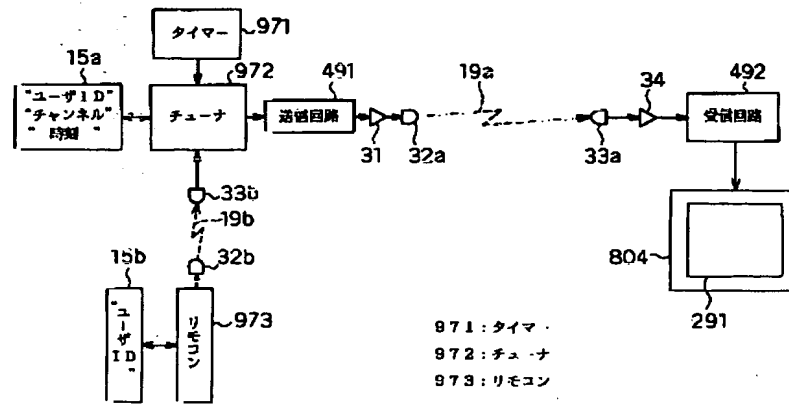 タイマー
971
15a
972
491
19a
34
492
"ユーザID"
"チャンネル"
"時刻"
チューナ
送信回路
31
32a
33a
受信回路
33b
19b
15b
32b
804
"ユーザID"
リモコン
973
291
971:タイマ
972:チューナ
973:リモコン